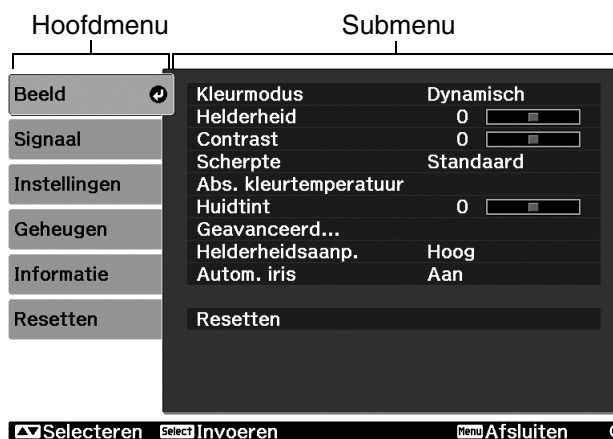 Hoofdmenu
Submenu
Beeld
Signaal
Instellingen
Geheugen
Informatie
Resetten
Kleurmodus Dynamisch
Helderheid 0
Contrast 0
Scherpte Standaard
Abs. kleurtemperatuur
Huidtint 0
Geavanceerd...
Helderheidsaanp. Hoog
Autom. iris Aan
Resetten
Selecteren Select Invoeren Menu Afsluiten